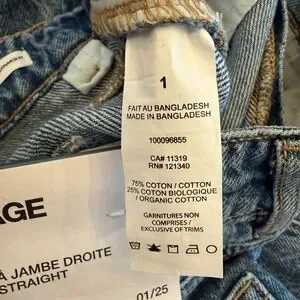 STRAIGHT
1
FAIT AU BANGLADESH
MADE IN BANGLADESH
100096855
CA# 11319
RN# 121340
75% COTON / COTTON
25% COTON BIOLOGIQUE
/ ORGANIC COTTON
GARNITURES NON
COMPRISES /
EXCLUSIVE OF TRIMS
AGE
À JAMBE DROITE
STRAIGHT
01/25